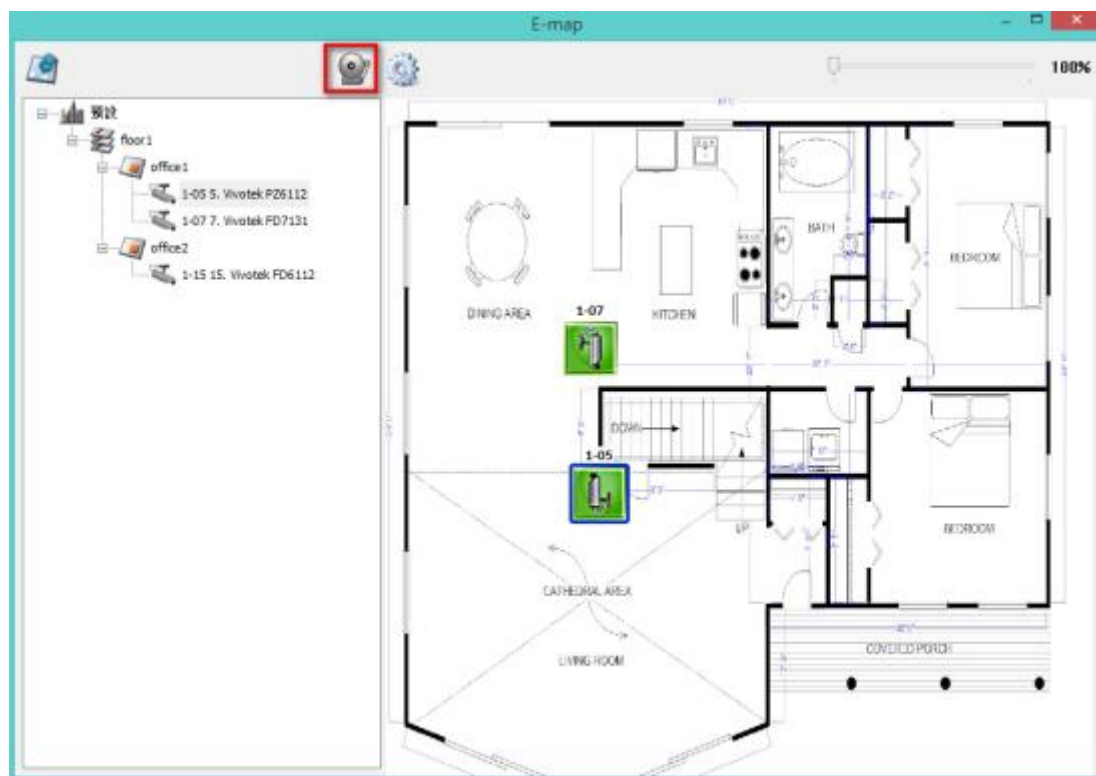 E-map
100%
預設
floor1
office1
1-05 5. Vivotek PZ6112
1-07 7. Vivotek FD7131
office2
1-15 15. Vivotek FD6112
BATH
BEDROOM
DINING AREA
1-07
KITCHEN
DOWN
1-05
UP
BEDROOM
CATHEDRAL AREA
COVERED PORCH
LIVING ROOM